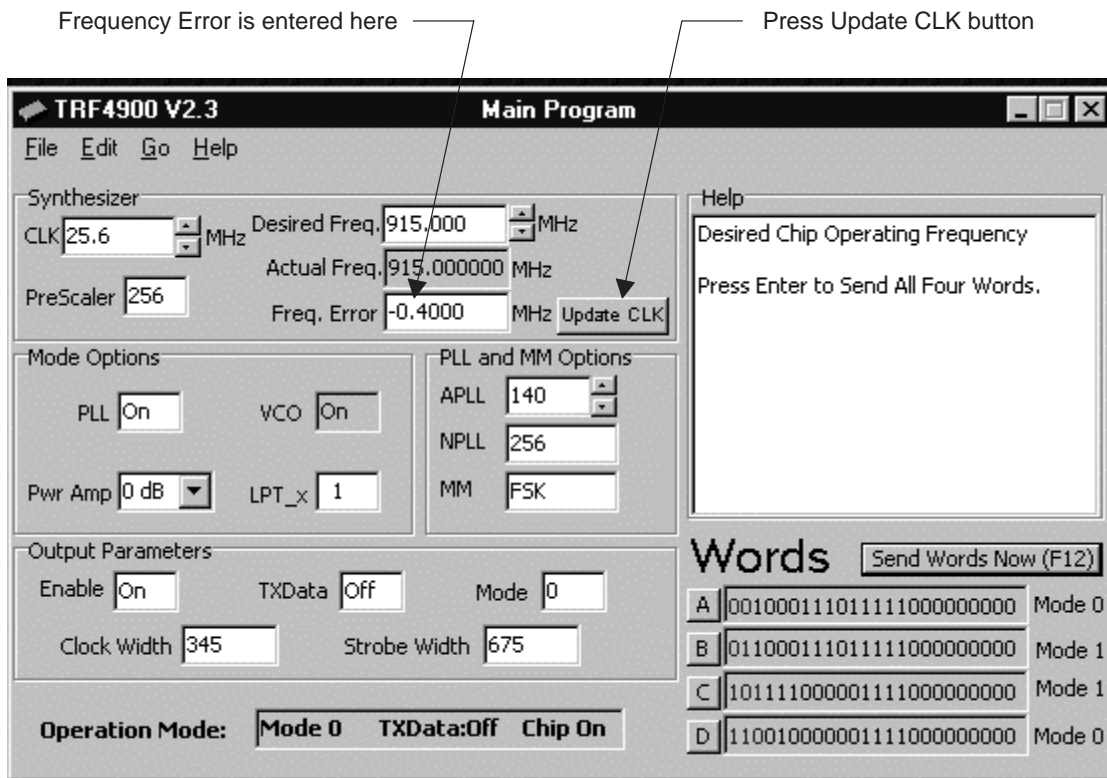 Frequency Error is entered here
Press Update CLK button
TRF4900 V2.3 Main Program
File Edit Go Help
Synthesizer
CLK 25.6 MHz
Desired Freq. 915.000 MHz
Actual Freq. 915.000000 MHz
PreScaler 256
Freq. Error -0.4000 MHz Update CLK
Help
Desired Chip Operating Frequency
Press Enter to Send All Four Words.
Mode Options
PLL On VCO On
Pwr Amp 0 dB LPT_x 1
PLL and MM Options
APLL 140
NPLL 256
MM FSK
Output Parameters
Enable On TXData Off Mode 0
Clock Width 345 Strobe Width 675
Operation Mode: Mode 0 TXData:Off Chip On
Words Send Words Now (F12)
A 001000111011111000000000 Mode 0
B 011000111011111000000000 Mode 1
C 101111000001111000000000 Mode 1
D 110010000001111000000000 Mode 0